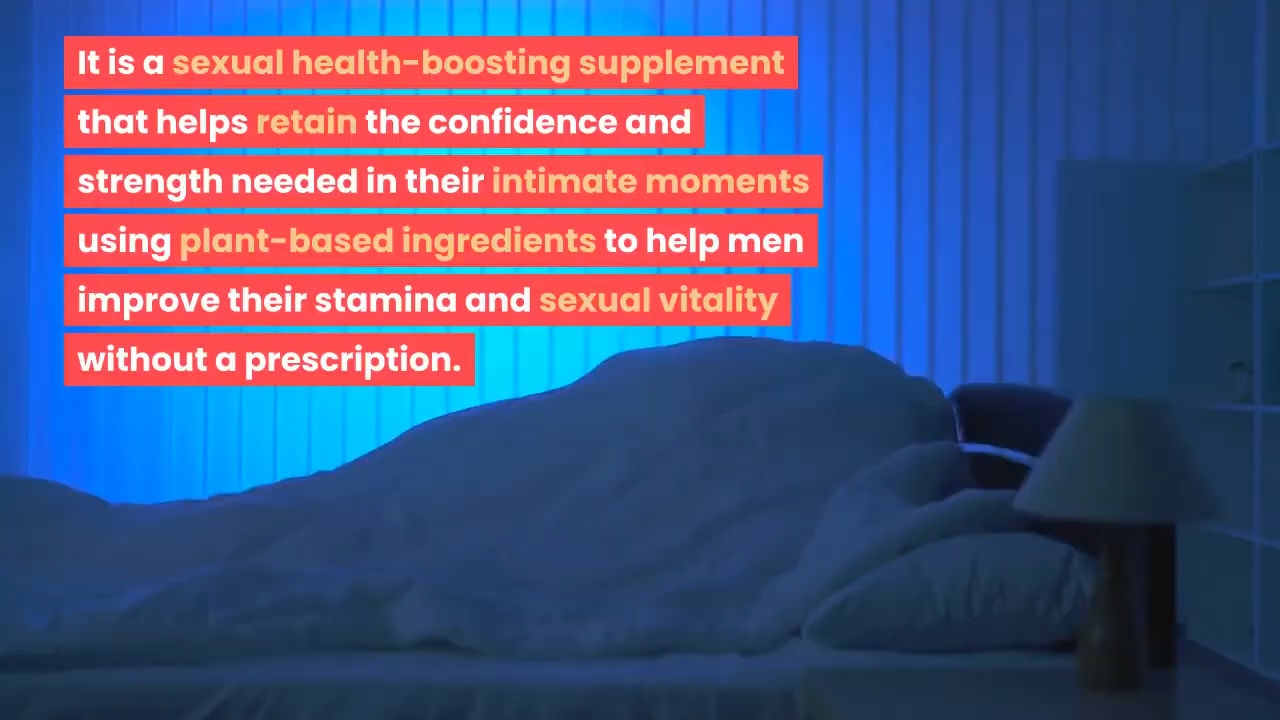 It is a sexual health-boosting supplement
that helps retain the confidence and
strength needed in their intimate moments
using plant-based ingredients to help men
improve their stamina and sexual vitality
without a prescription.